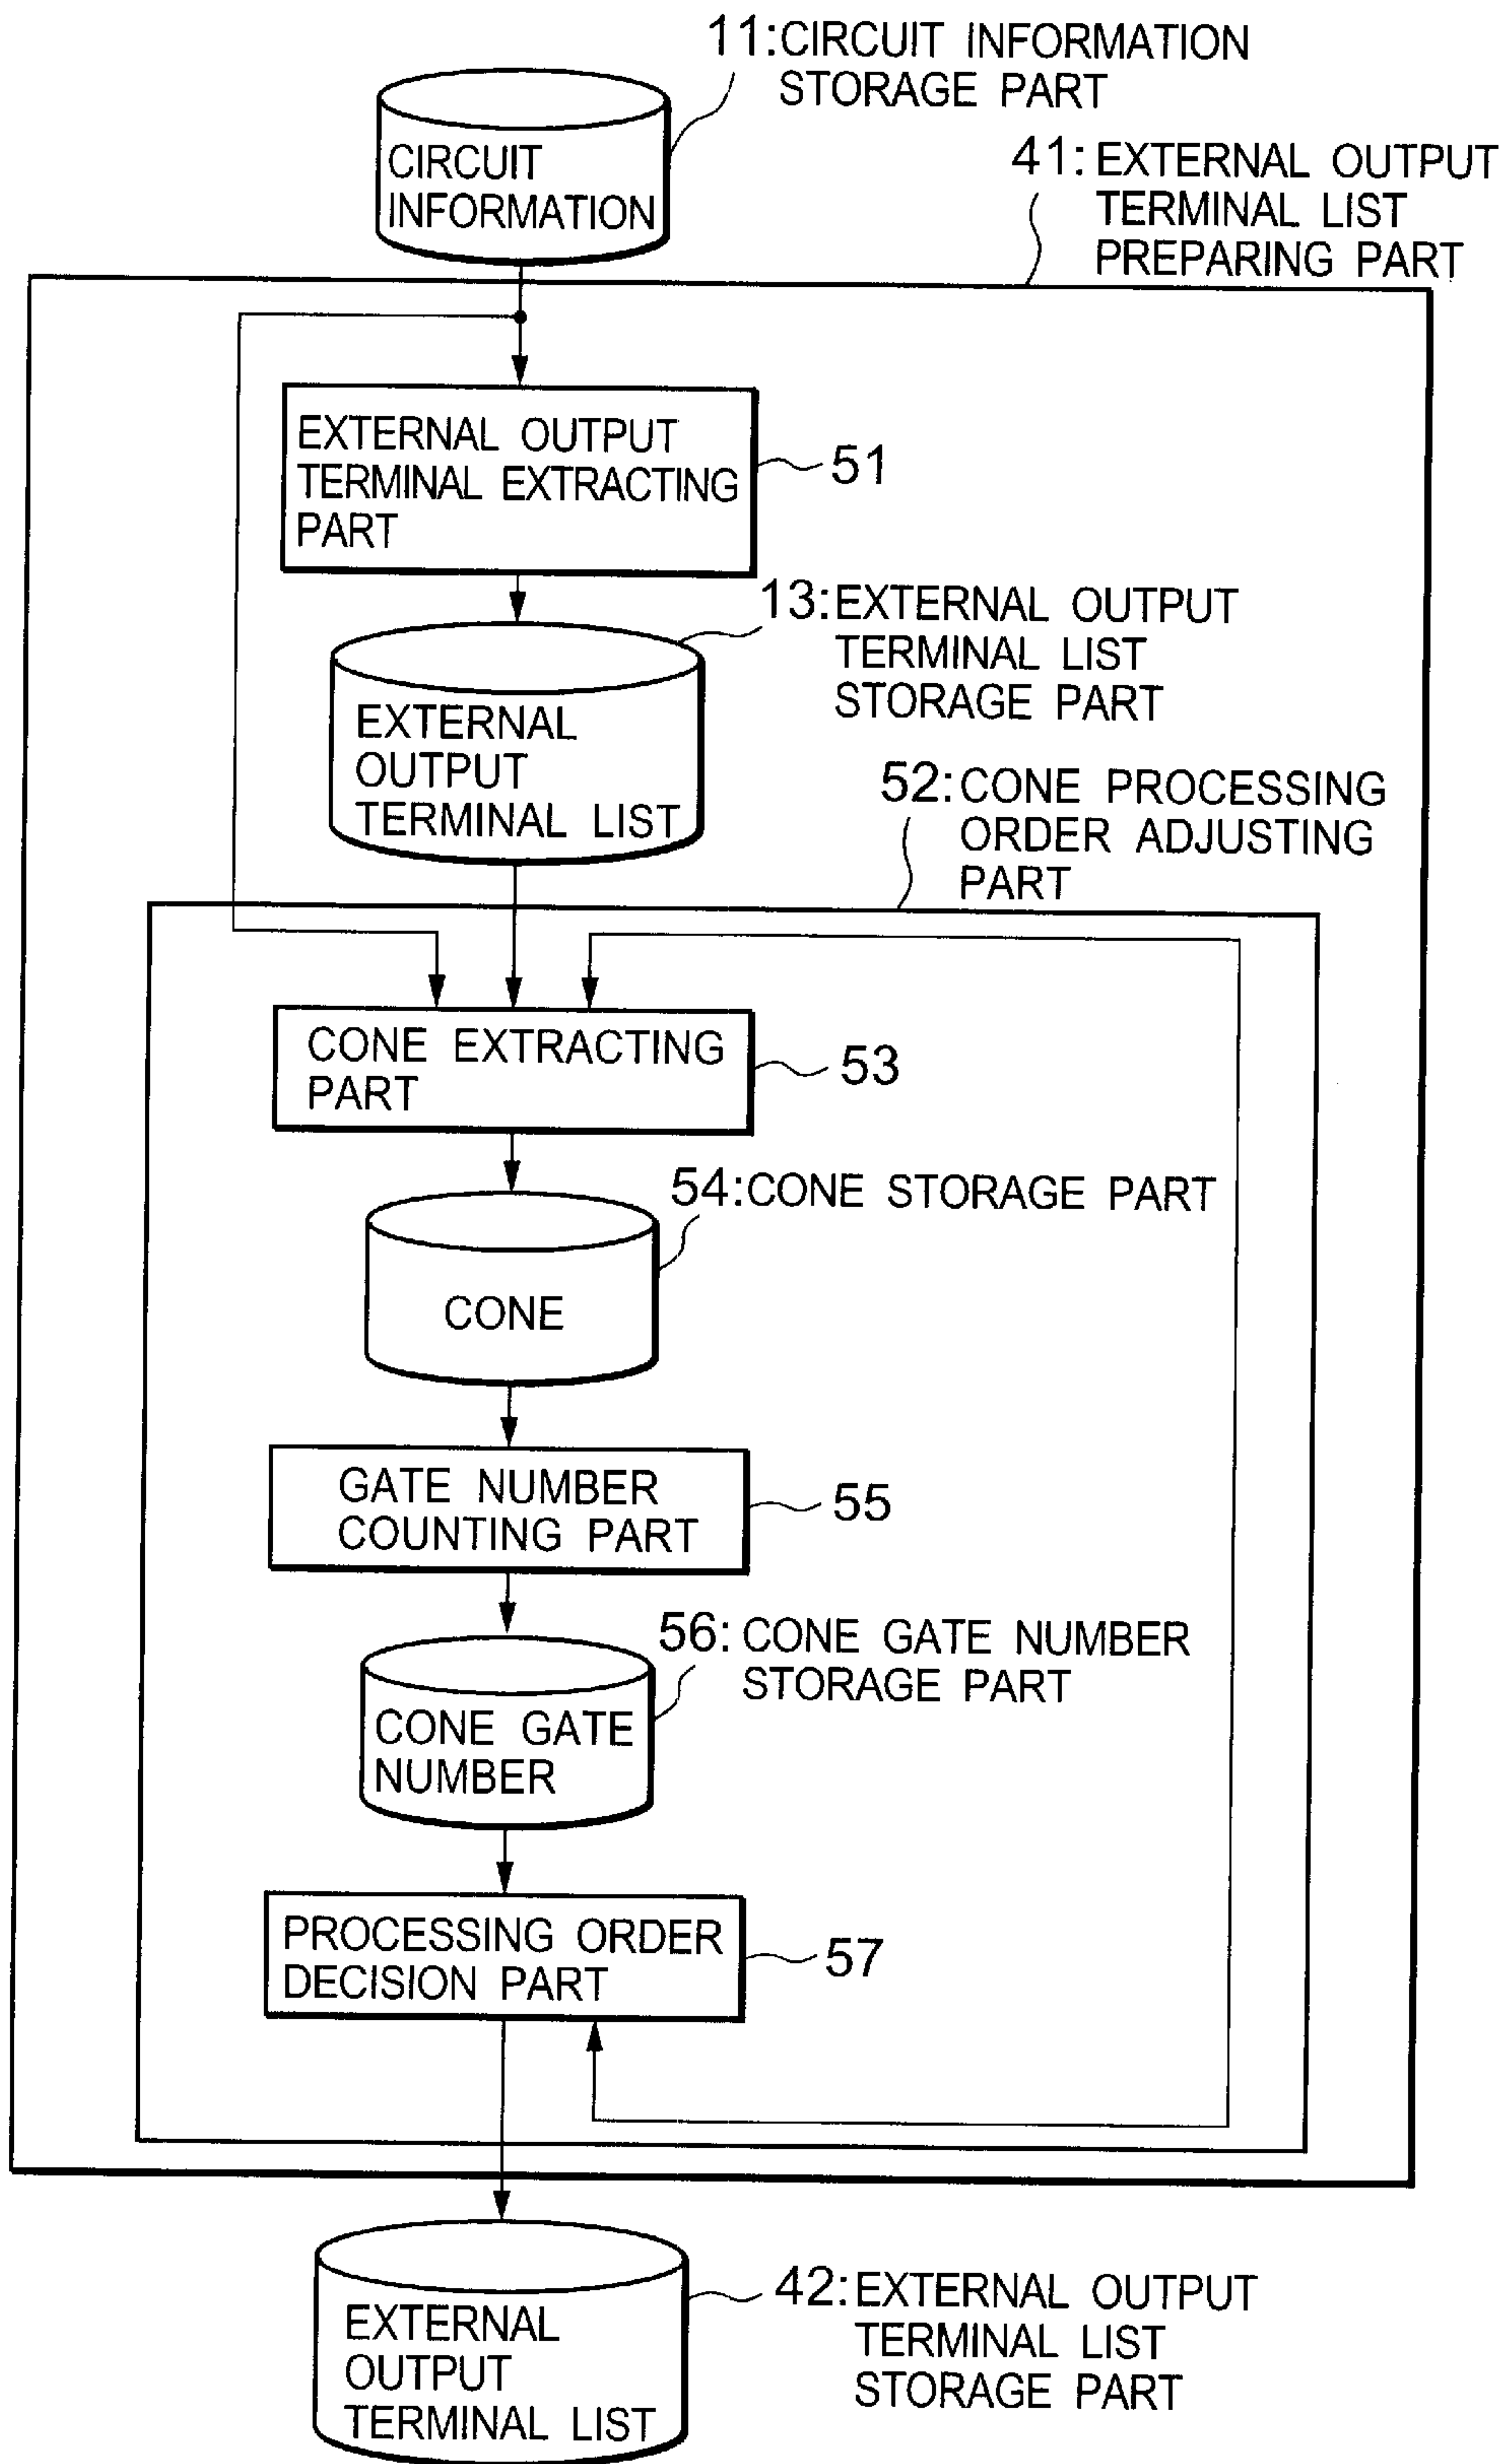 11:CIRCUIT INFORMATION
STORAGE PART
CIRCUIT
INFORMATION
41:EXTERNAL OUTPUT
TERMINAL LIST
PREPARING PART
EXTERNAL OUTPUT
TERMINAL EXTRACTING
PART
51
13:EXTERNAL OUTPUT
TERMINAL LIST
STORAGE PART
EXTERNAL
OUTPUT
TERMINAL LIST
52:CONE PROCESSING
ORDER ADJUSTING
PART
CONE EXTRACTING
PART
53
54:CONE STORAGE PART
CONE
GATE NUMBER
COUNTING PART
55
56:CONE GATE NUMBER
STORAGE PART
CONE GATE
NUMBER
PROCESSING ORDER
DECISION PART
57
42:EXTERNAL OUTPUT
TERMINAL LIST
STORAGE PART
EXTERNAL
OUTPUT
TERMINAL LIST